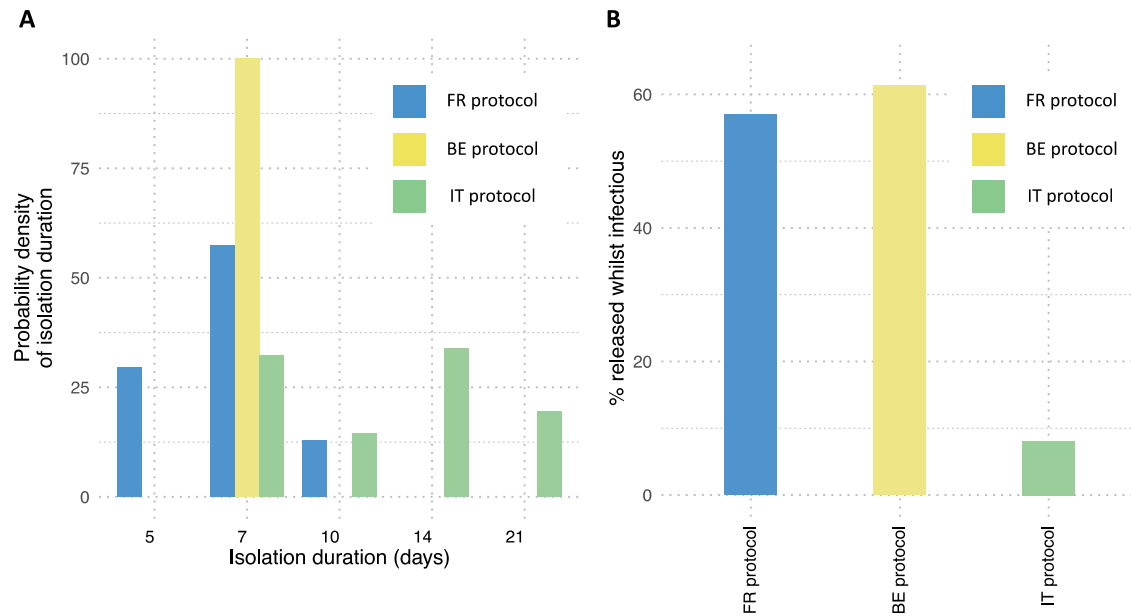 A
Probability density
of isolation duration
100
75
50
25
0
FR protocol
BE protocol
IT protocol
5
7
10
14
21
Isolation duration (days)
B
% released whilst infectious
60
40
20
0
FR protocol
BE protocol
IT protocol
FR protocol
BE protocol
IT protocol